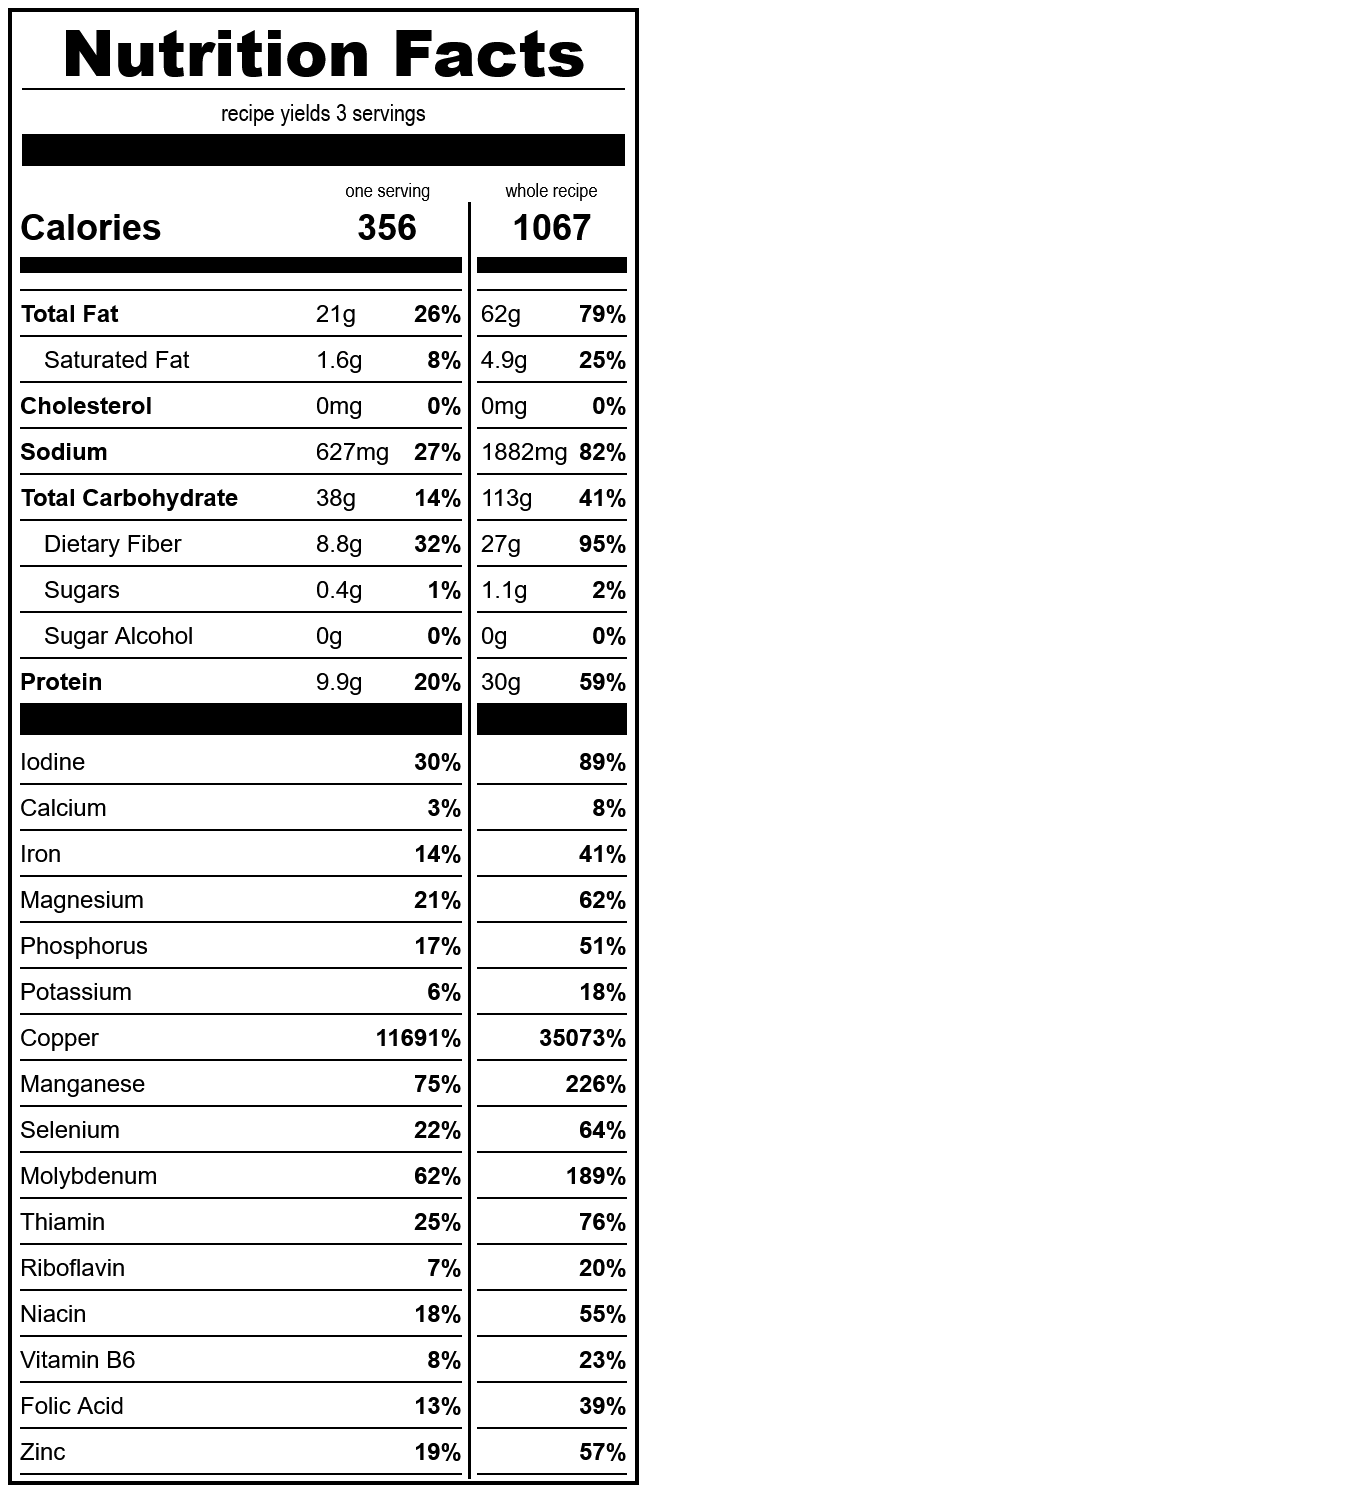 Nutrition Facts
recipe yields 3 servings
one serving whole recipe
Calories 356 1067
Total Fat 21g 26% 62g 79%
Saturated Fat 1.6g 8% 4.9g 25%
Cholesterol 0mg 0% 0mg 0%
Sodium 627mg 27% 1882mg 82%
Total Carbohydrate 38g 14% 113g 41%
Dietary Fiber 8.8g 32% 27g 95%
Sugars 0.4g 1% 1.1g 2%
Sugar Alcohol 0g 0% 0g 0%
Protein 9.9g 20% 30g 59%
Iodine 30% 89%
Calcium 3% 8%
Iron 14% 41%
Magnesium 21% 62%
Phosphorus 17% 51%
Potassium 6% 18%
Copper 11691% 35073%
Manganese 75% 226%
Selenium 22% 64%
Molybdenum 62% 189%
Thiamin 25% 76%
Riboflavin 7% 20%
Niacin 18% 55%
Vitamin B6 8% 23%
Folic Acid 13% 39%
Zinc 19% 57%